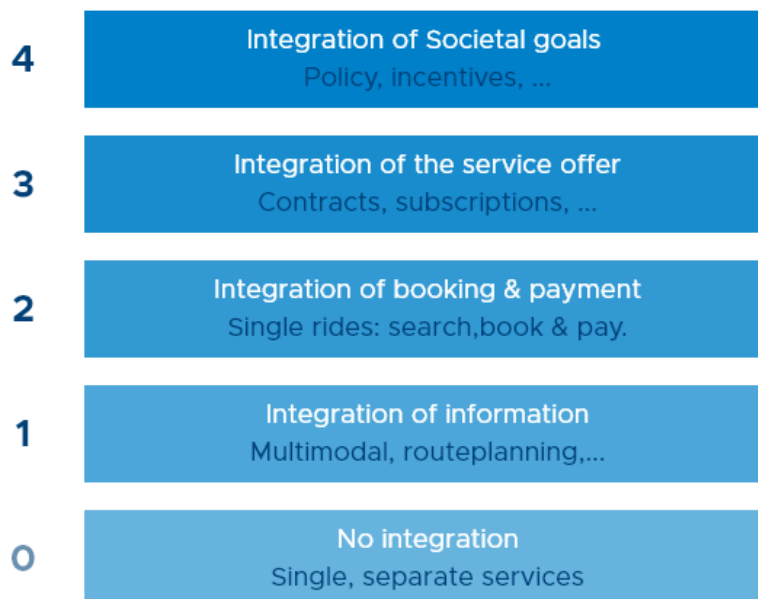 4
Integration of Societal goals
Policy, incentives, ...
3
Integration of the service offer
Contracts, subscriptions, ...
2
Integration of booking & payment
Single rides: search,book & pay.
1
Integration of information
Multimodal, routeplanning,...
0
No integration
Single, separate services